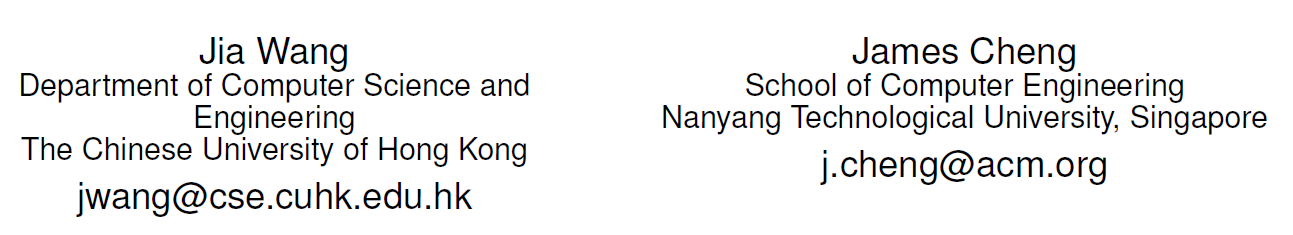 Jia Wang
Department of Computer Science and
Engineering
The Chinese University of Hong Kong
jwang@cse.cuhk.edu.hk
James Cheng
School of Computer Engineering
Nanyang Technological University, Singapore
j.cheng@acm.org